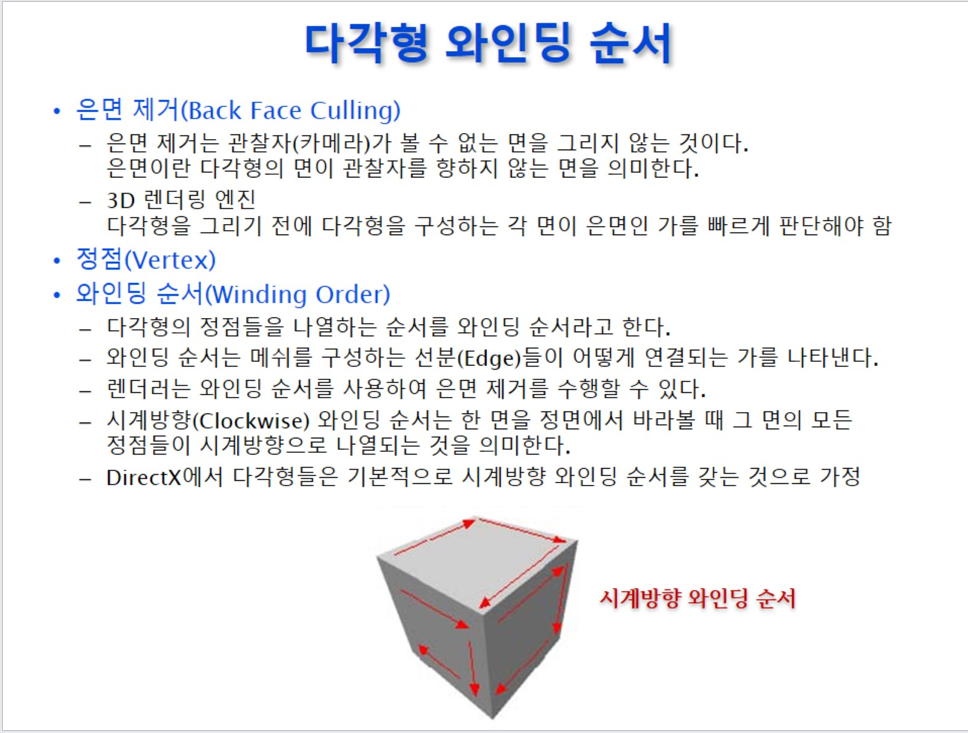 다각형 와인딩 순서
• 은면 제거(Back Face Culling)
– 은면 제거는 관찰자(카메라)가 볼 수 없는 면을 그리지 않는 것이다.
은면이란 다각형의 면이 관찰자를 향하지 않는 면을 의미한다.
– 3D 렌더링 엔진
다각형을 그리기 전에 다각형을 구성하는 각 면이 은면인 가를 빠르게 판단해야 함
• 정점(Vertex)
• 와인딩 순서(Winding Order)
– 다각형의 정점들을 나열하는 순서를 와인딩 순서라고 한다.
– 와인딩 순서는 메쉬를 구성하는 선분(Edge)들이 어떻게 연결되는 가를 나타낸다.
– 렌더러는 와인딩 순서를 사용하여 은면 제거를 수행할 수 있다.
– 시계방향(Clockwise) 와인딩 순서는 한 면을 정면에서 바라볼 때 그 면의 모든
정점들이 시계방향으로 나열되는 것을 의미한다.
– DirectX에서 다각형들은 기본적으로 시계방향 와인딩 순서를 갖는 것으로 가정
시계방향 와인딩 순서